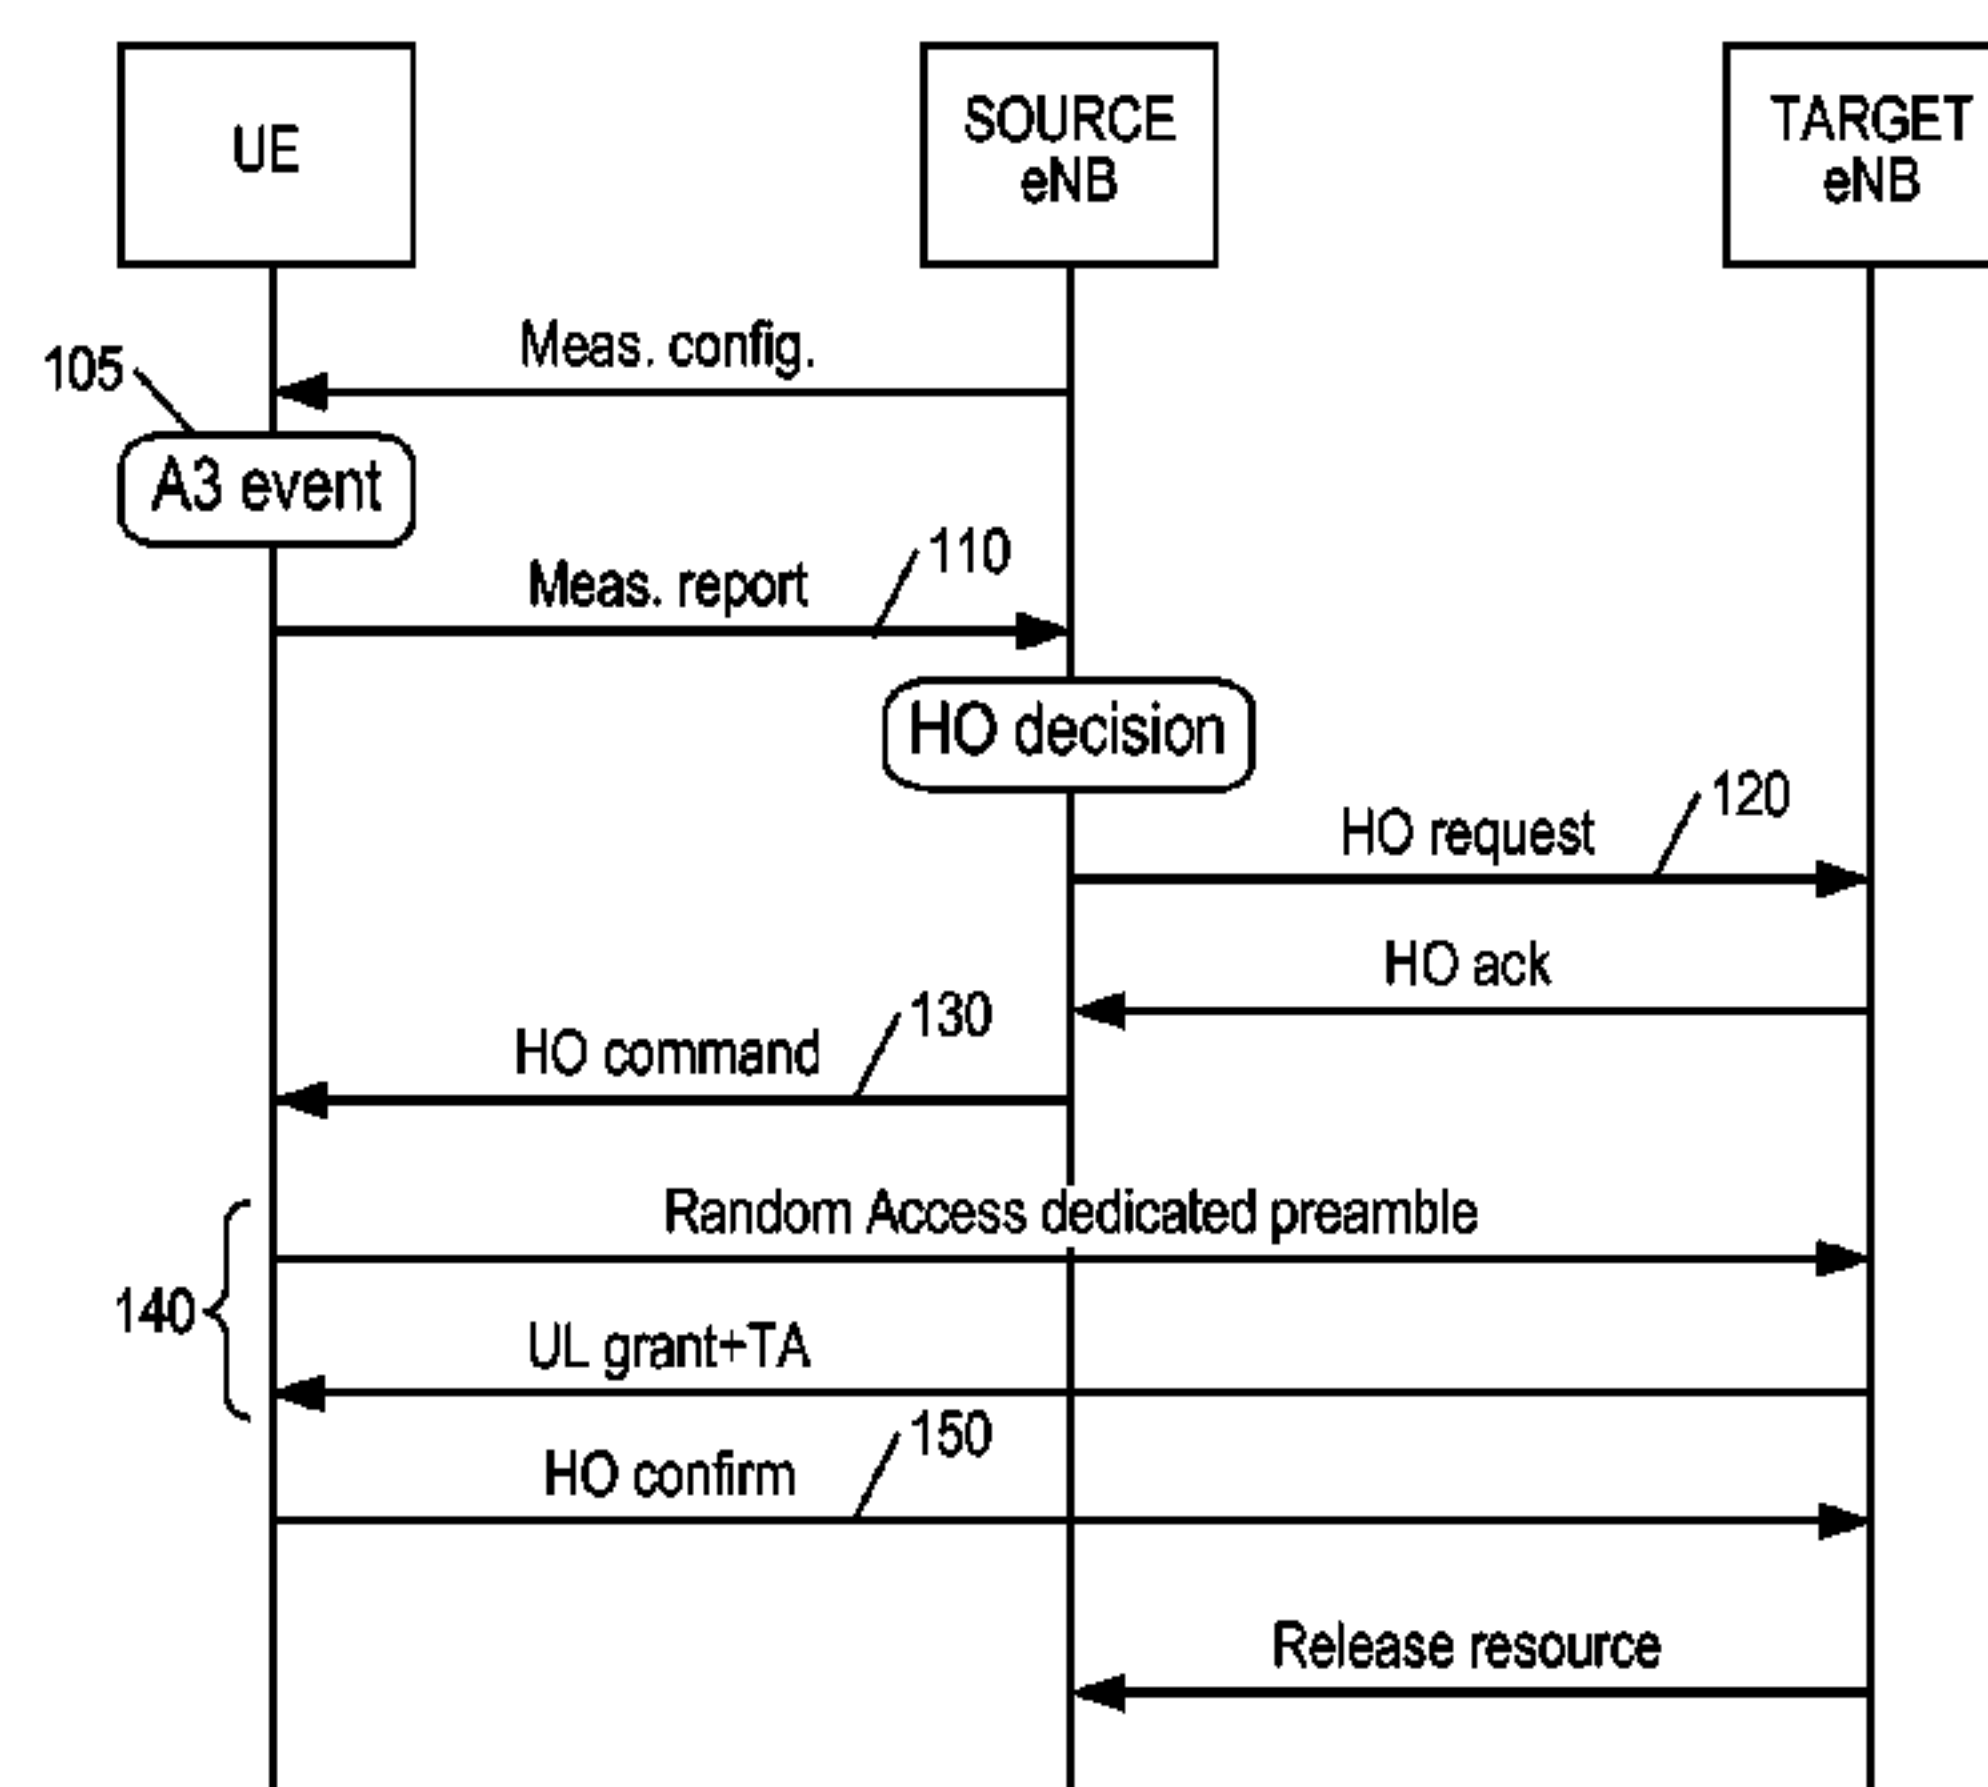 UE
SOURCE
eNB
TARGET
eNB
Meas. config.
105
A3 event
110
Meas. report
HO decision
120
HO request
HO ack
130
HO command
Random Access dedicated preamble
140
UL grant+TA
150
HO confirm
Release resource